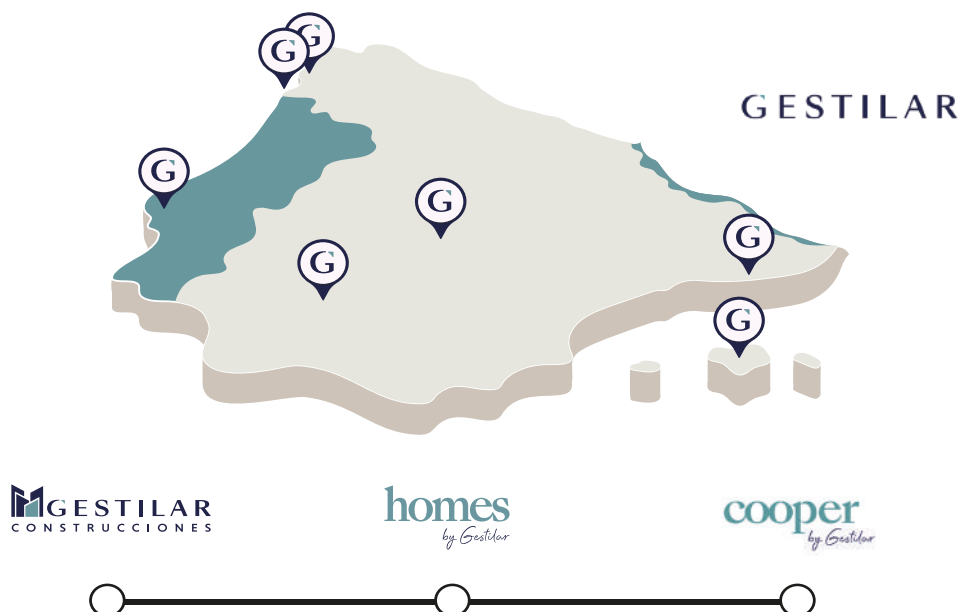 G
G
GESTILAR
G
G
G
G
G
GESTILAR
CONSTRUCCIONES
homes
by Gestilar
cooper
by Gestilar